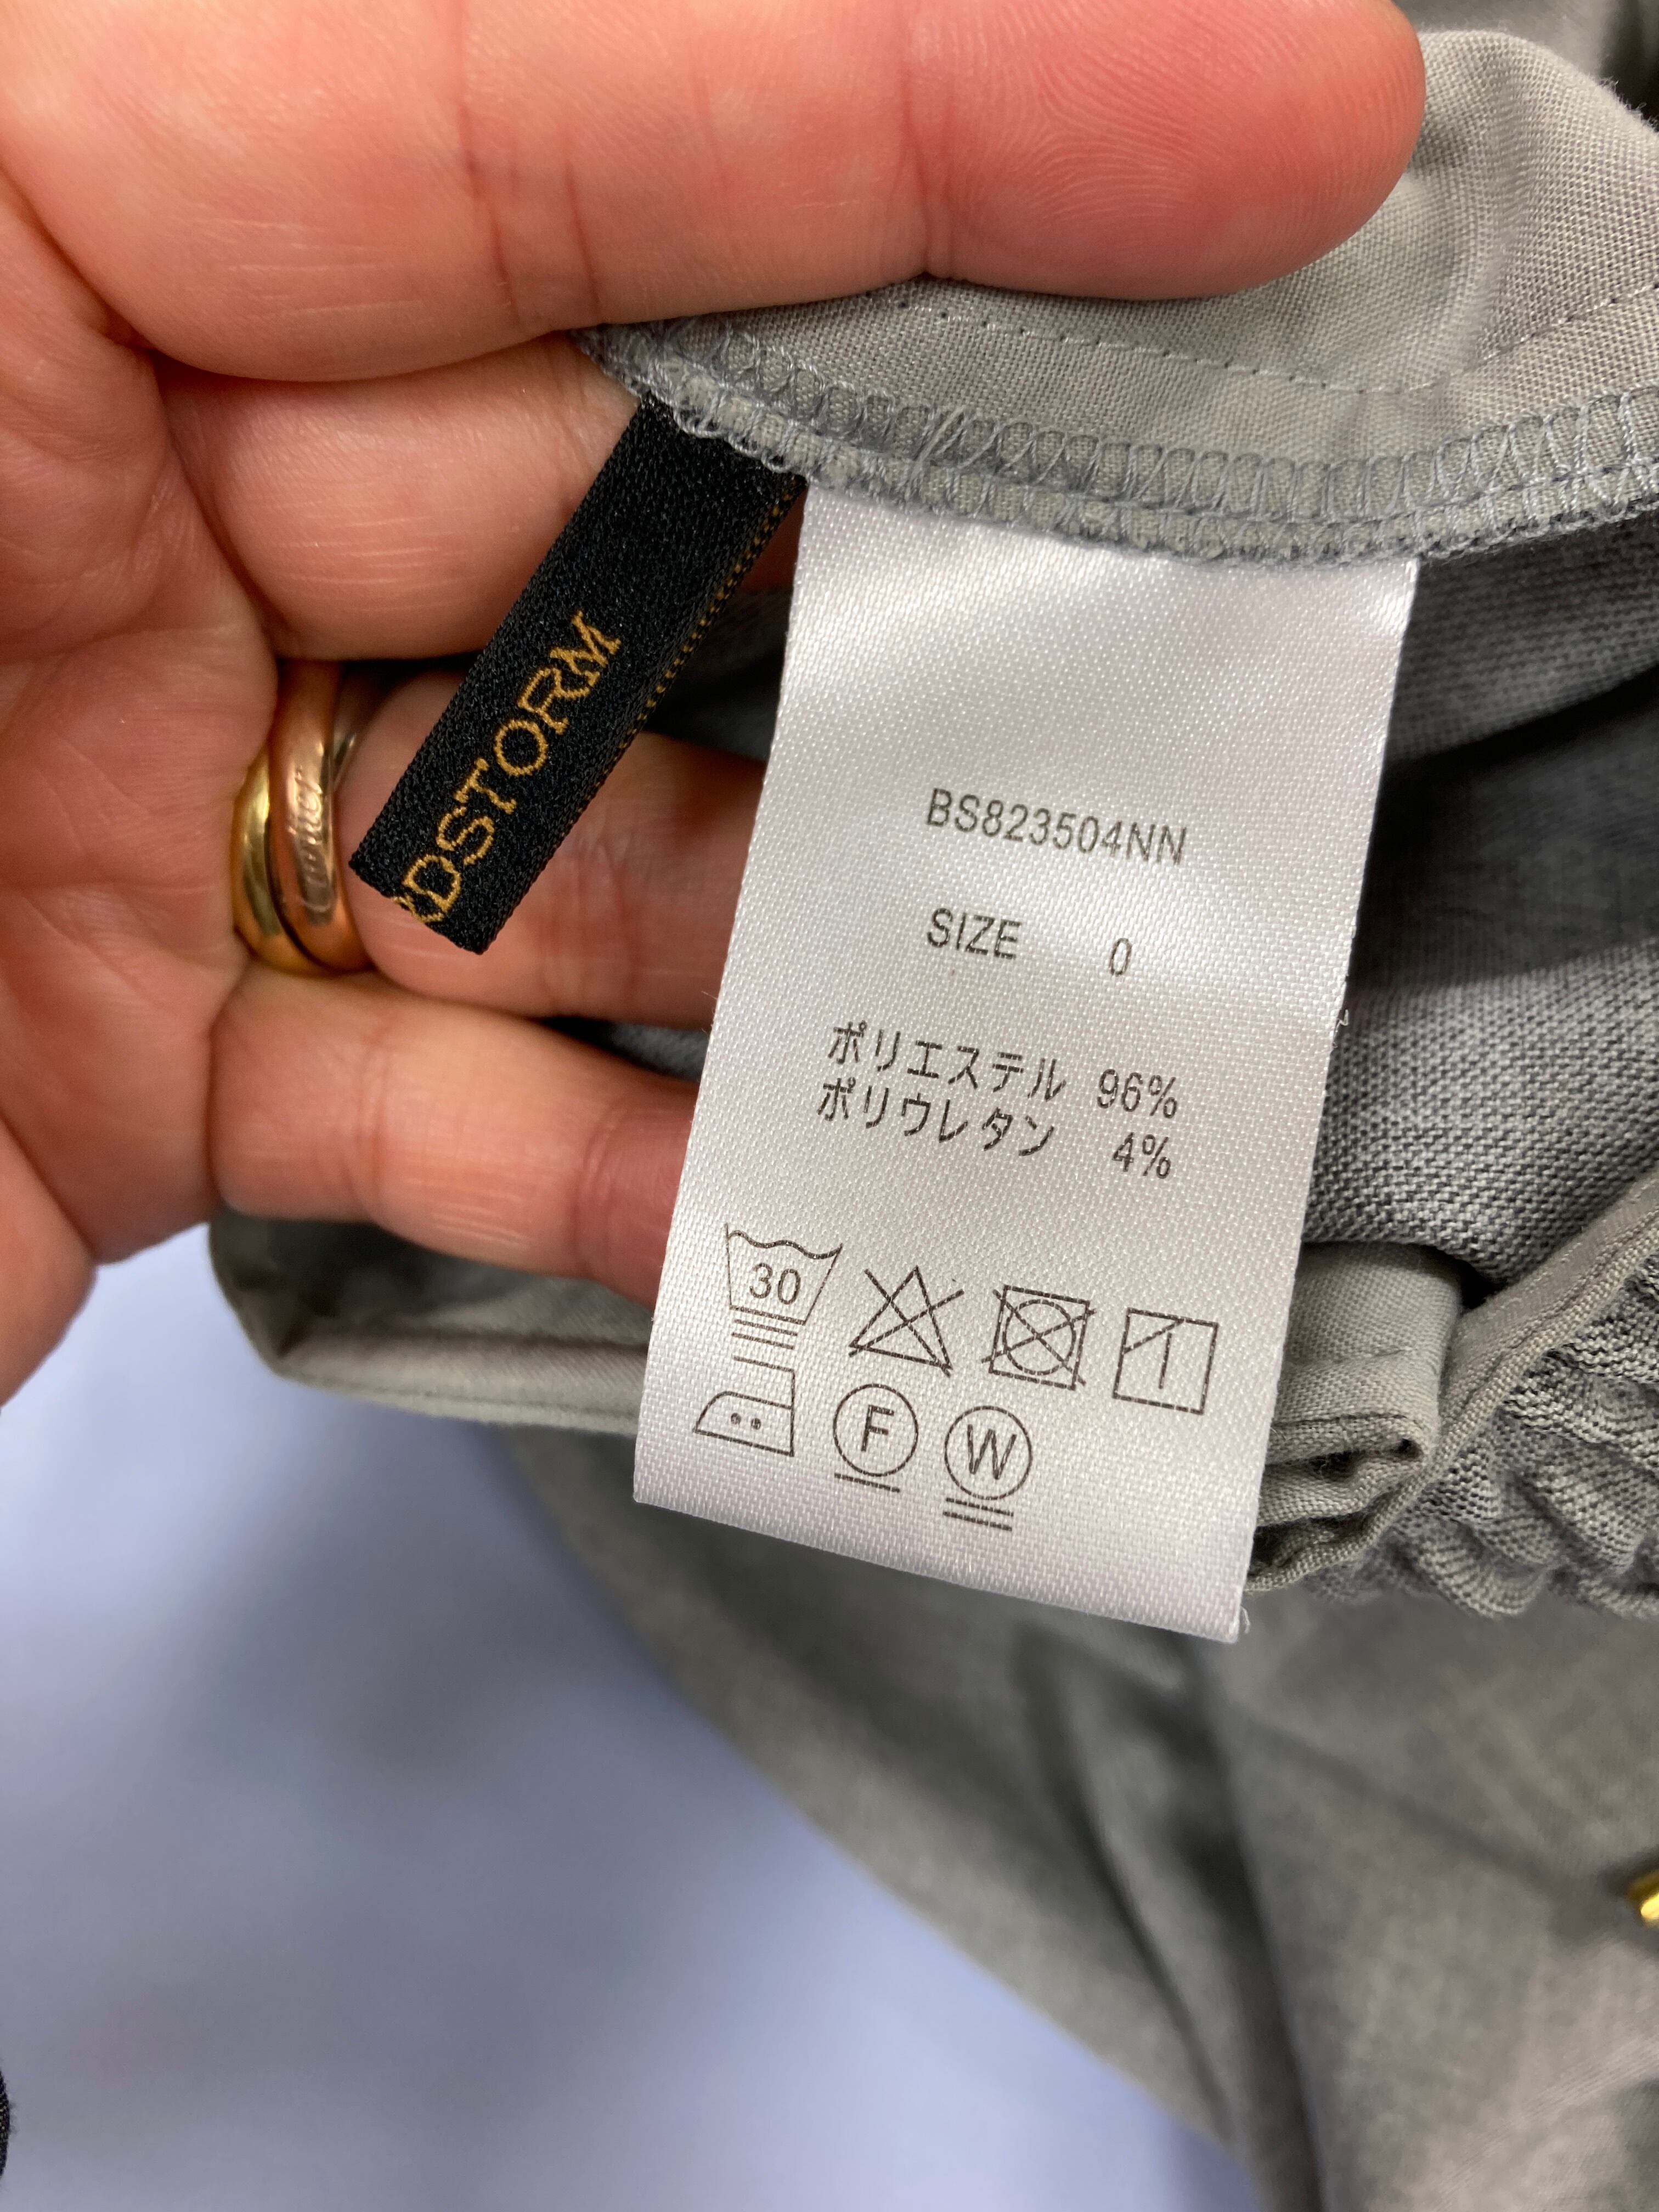 &DSTORM
Cartier
BS823504NN
SIZE 0
ポリエステル 96%
ポリウレタン 4%
30
F
W